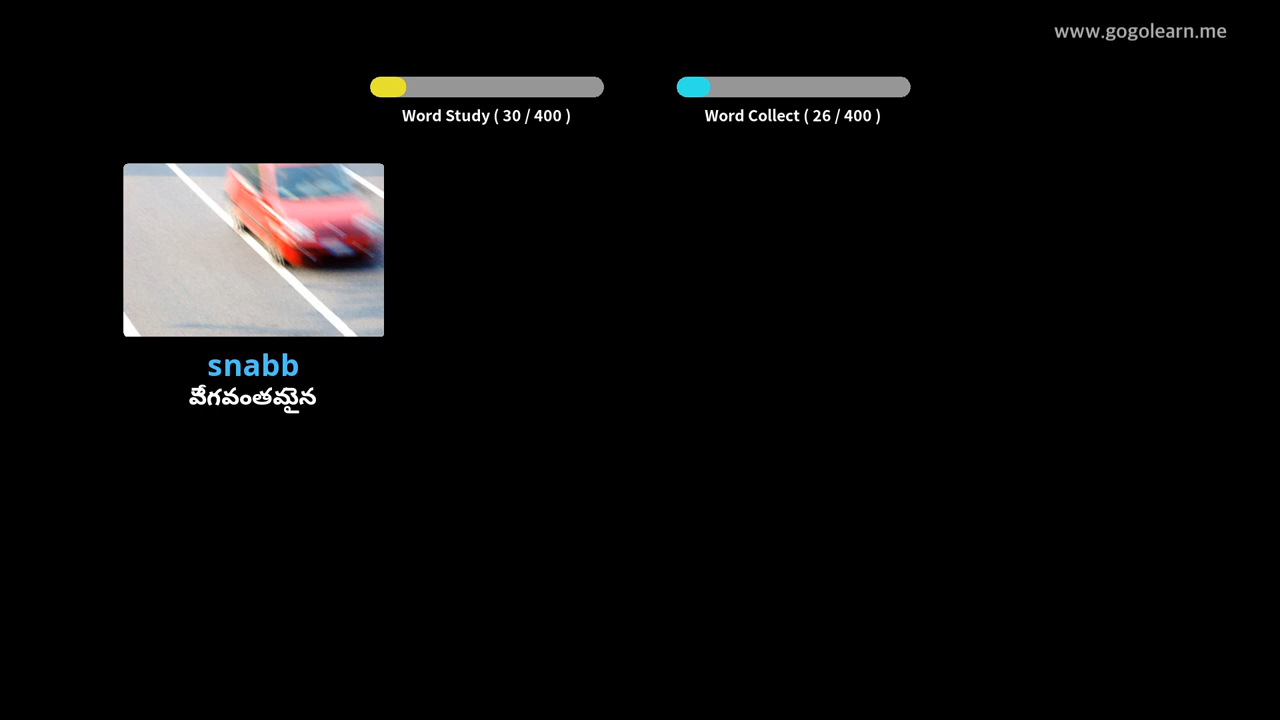 www.gogolearn.me
Word Study ( 30 / 400 )
Word Collect ( 26 / 400 )
snabb
వేగవంతమైన